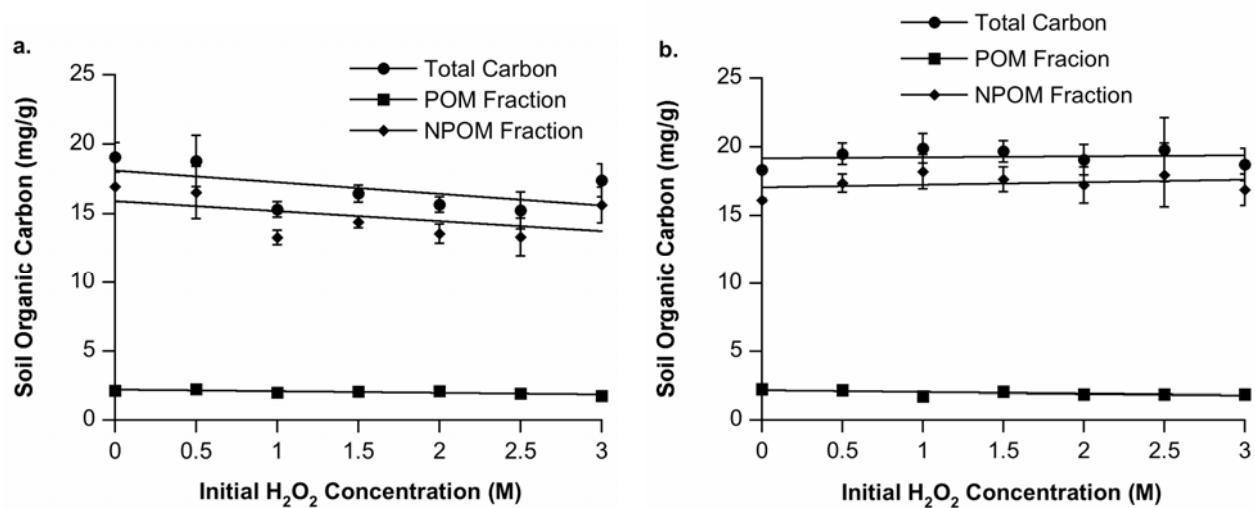 a.
Total Carbon
POM Fraction
NPOM Fraction
Soil Organic Carbon (mg/g)
25
20
15
10
5
0
0 0.5 1 1.5 2 2.5 3
Initial H₂O₂ Concentration (M)
b.
Total Carbon
POM Fracion
NPOM Fraction
Soil Organic Carbon (mg/g)
25
20
15
10
5
0
0 0.5 1 1.5 2 2.5 3
Initial H₂O₂ Concentration (M)